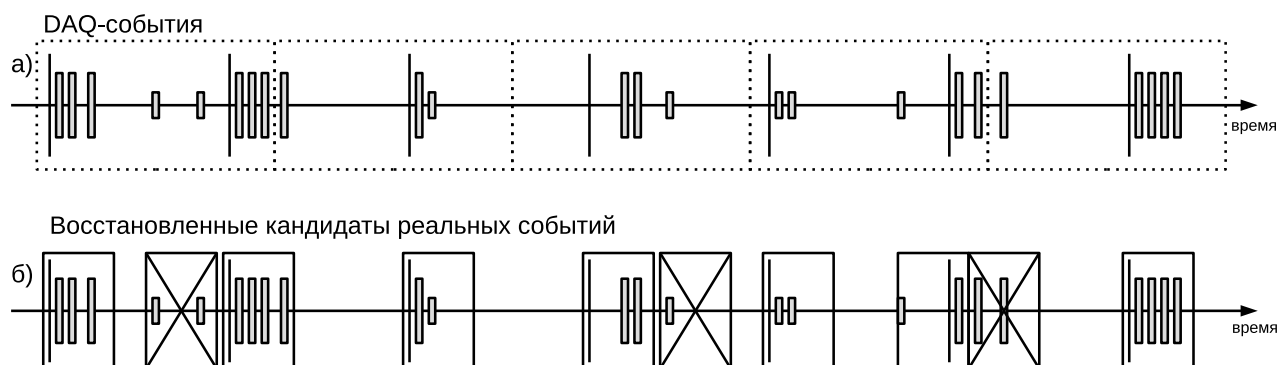 DAQ-события
а)
время
Восстановленные кандидаты реальных событий
б)
время